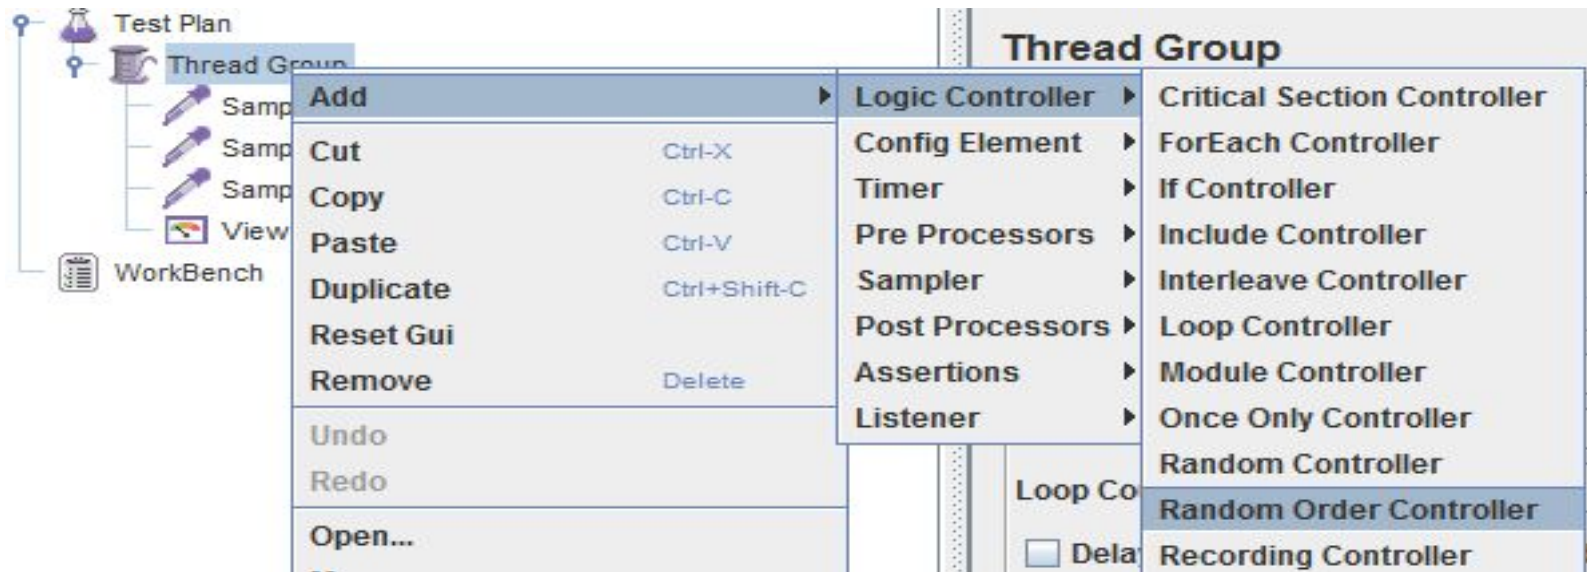 Test Plan
Thread Group
Samp
Samp
Samp
View
WorkBench
Add
Cut Ctrl-X
Copy Ctrl-C
Paste Ctrl-V
Duplicate Ctrl+Shift-C
Reset Gui
Remove Delete
Undo
Redo
Open...
Logic Controller
Config Element
Timer
Pre Processors
Sampler
Post Processors
Assertions
Listener
Thread Group
Critical Section Controller
ForEach Controller
If Controller
Include Controller
Interleave Controller
Loop Controller
Module Controller
Once Only Controller
Random Controller
Random Order Controller
Recording Controller
Loop Co
Dela